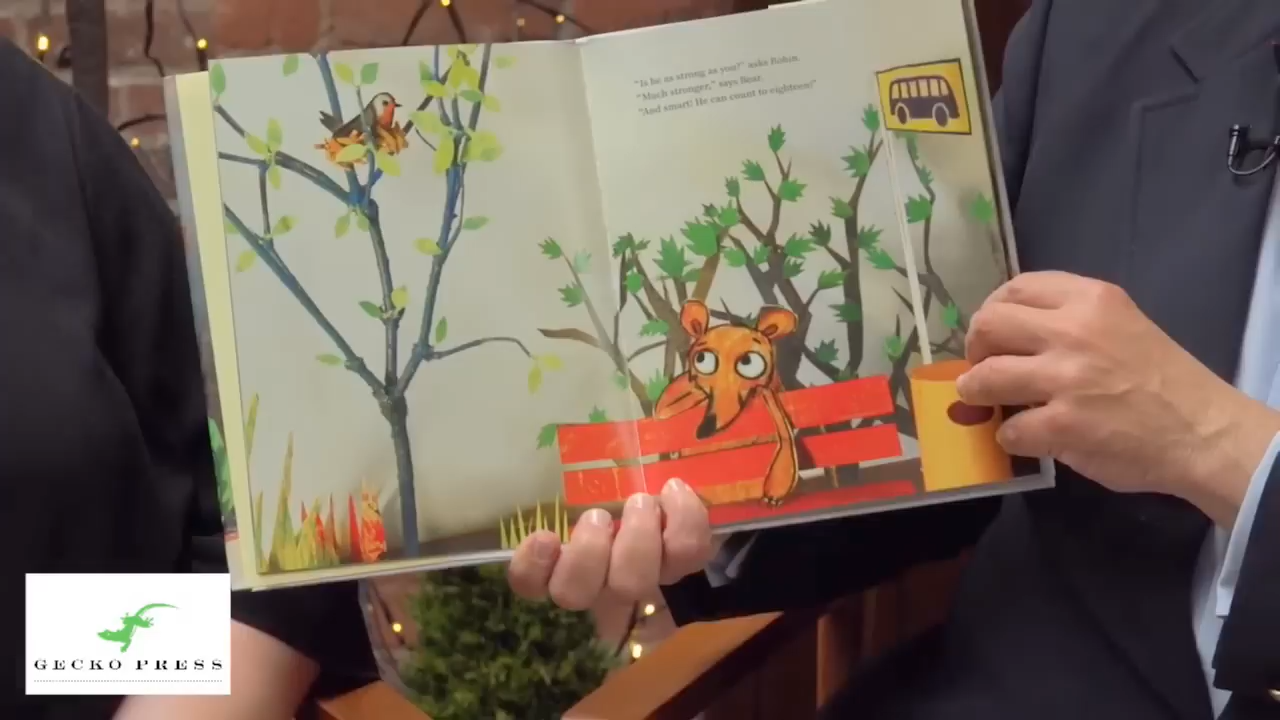 "Is he as strong as you?" asks Robin.
"Much stronger," says Bear.
"And smart! He can count to eighteen!"
GECKO PRESS